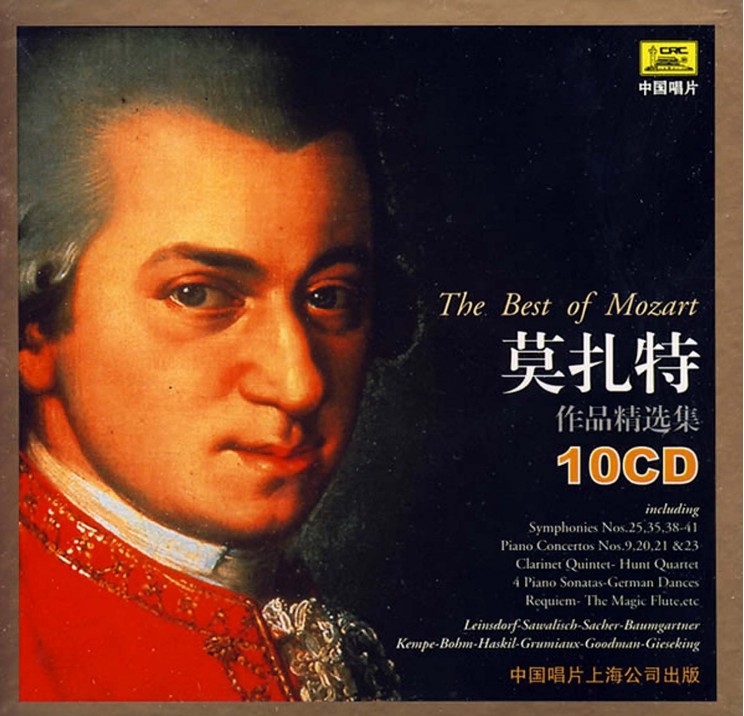 CRC
中国唱片
The Best of Mozart
莫扎特
作品精选集
10CD
including
Symphonies Nos.25,35,38-41
Piano Concertos Nos.9,20,21 &23
Clarinet Quintet- Hunt Quartet
4 Piano Sonatas-German Dances
Requiem- The Magic Flute,etc
Leinsdorf-Sawalisch-Sacher-Baumgartner
Kempe-Bohm-Haskil-Grumiaux-Goodman-Gieseking
中国唱片上海公司出版